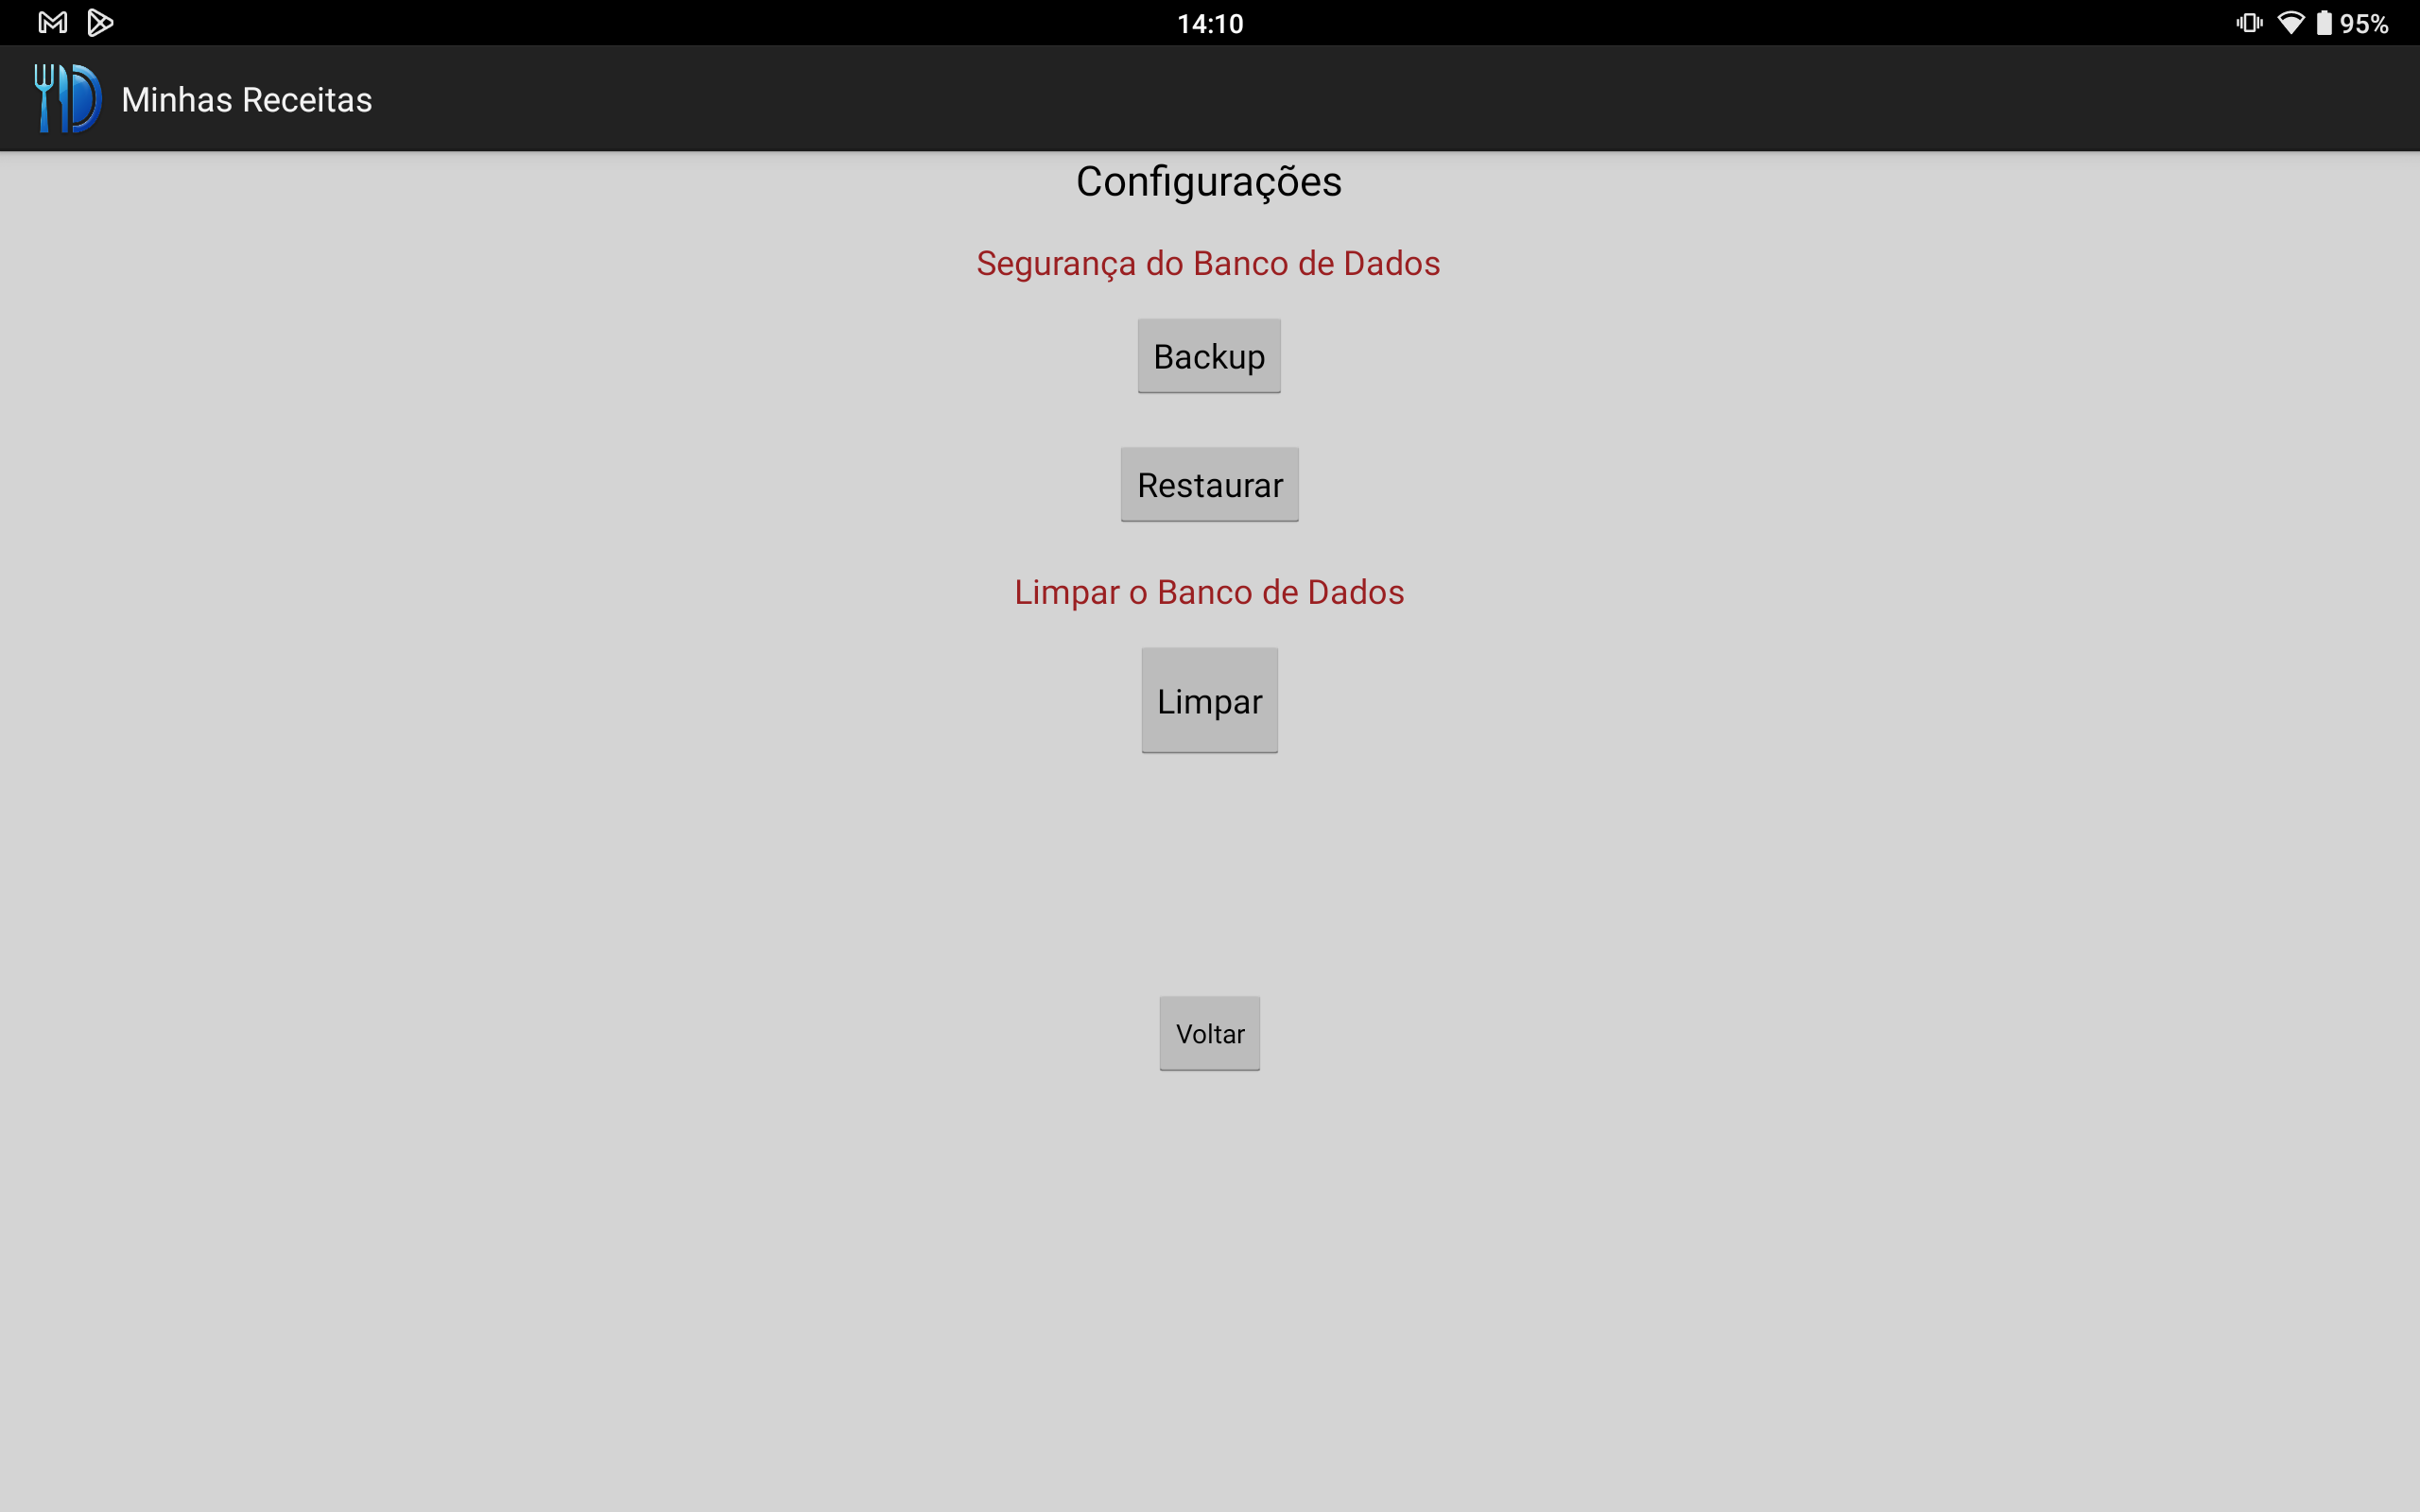 14:10
95%
Minhas Receitas
Configurações
Segurança do Banco de Dados
Backup
Restaurar
Limpar o Banco de Dados
Limpar
Voltar